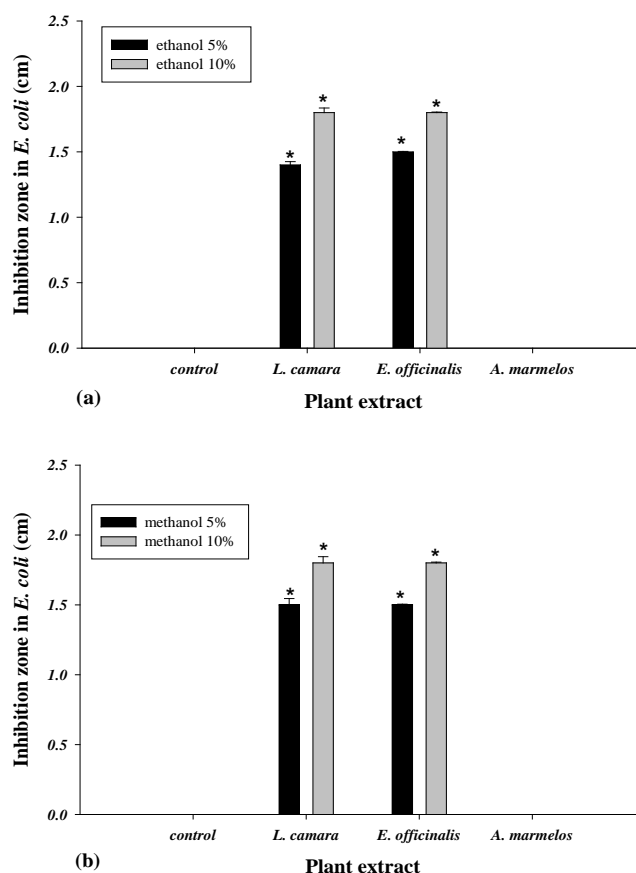 2.5
ethanol 5%
ethanol 10%
2.0
1.5
1.0
0.5
0.0
Inhibition zone in E. coli (cm)
* * * *
control L. camara E. officinalis A. marmelos
(a)
Plant extract
2.5
methanol 5%
methanol 10%
2.0
1.5
1.0
0.5
0.0
Inhibition zone in E. coli (cm)
* * * *
control L. camara E. officinalis A. marmelos
(b)
Plant extract